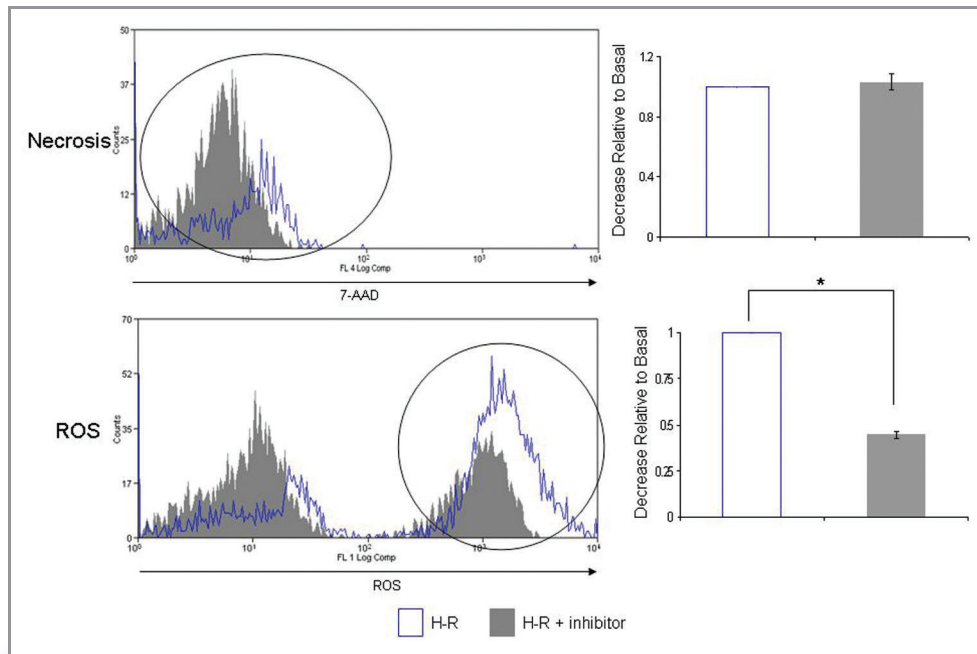 50
37
25
12
0
Counts
Necrosis
10⁰
10¹
10²
10³
10⁴
FL 4 Log Comp
7-AAD
1.2
0.8
0.4
0
Decrease Relative to Basal
70
52
35
17
0
Counts
ROS
10⁰
10¹
10²
10³
10⁴
FL 1 Log Comp
ROS
*
1
0.75
0.5
0.25
0
Decrease Relative to Basal
H-R
H-R + inhibitor